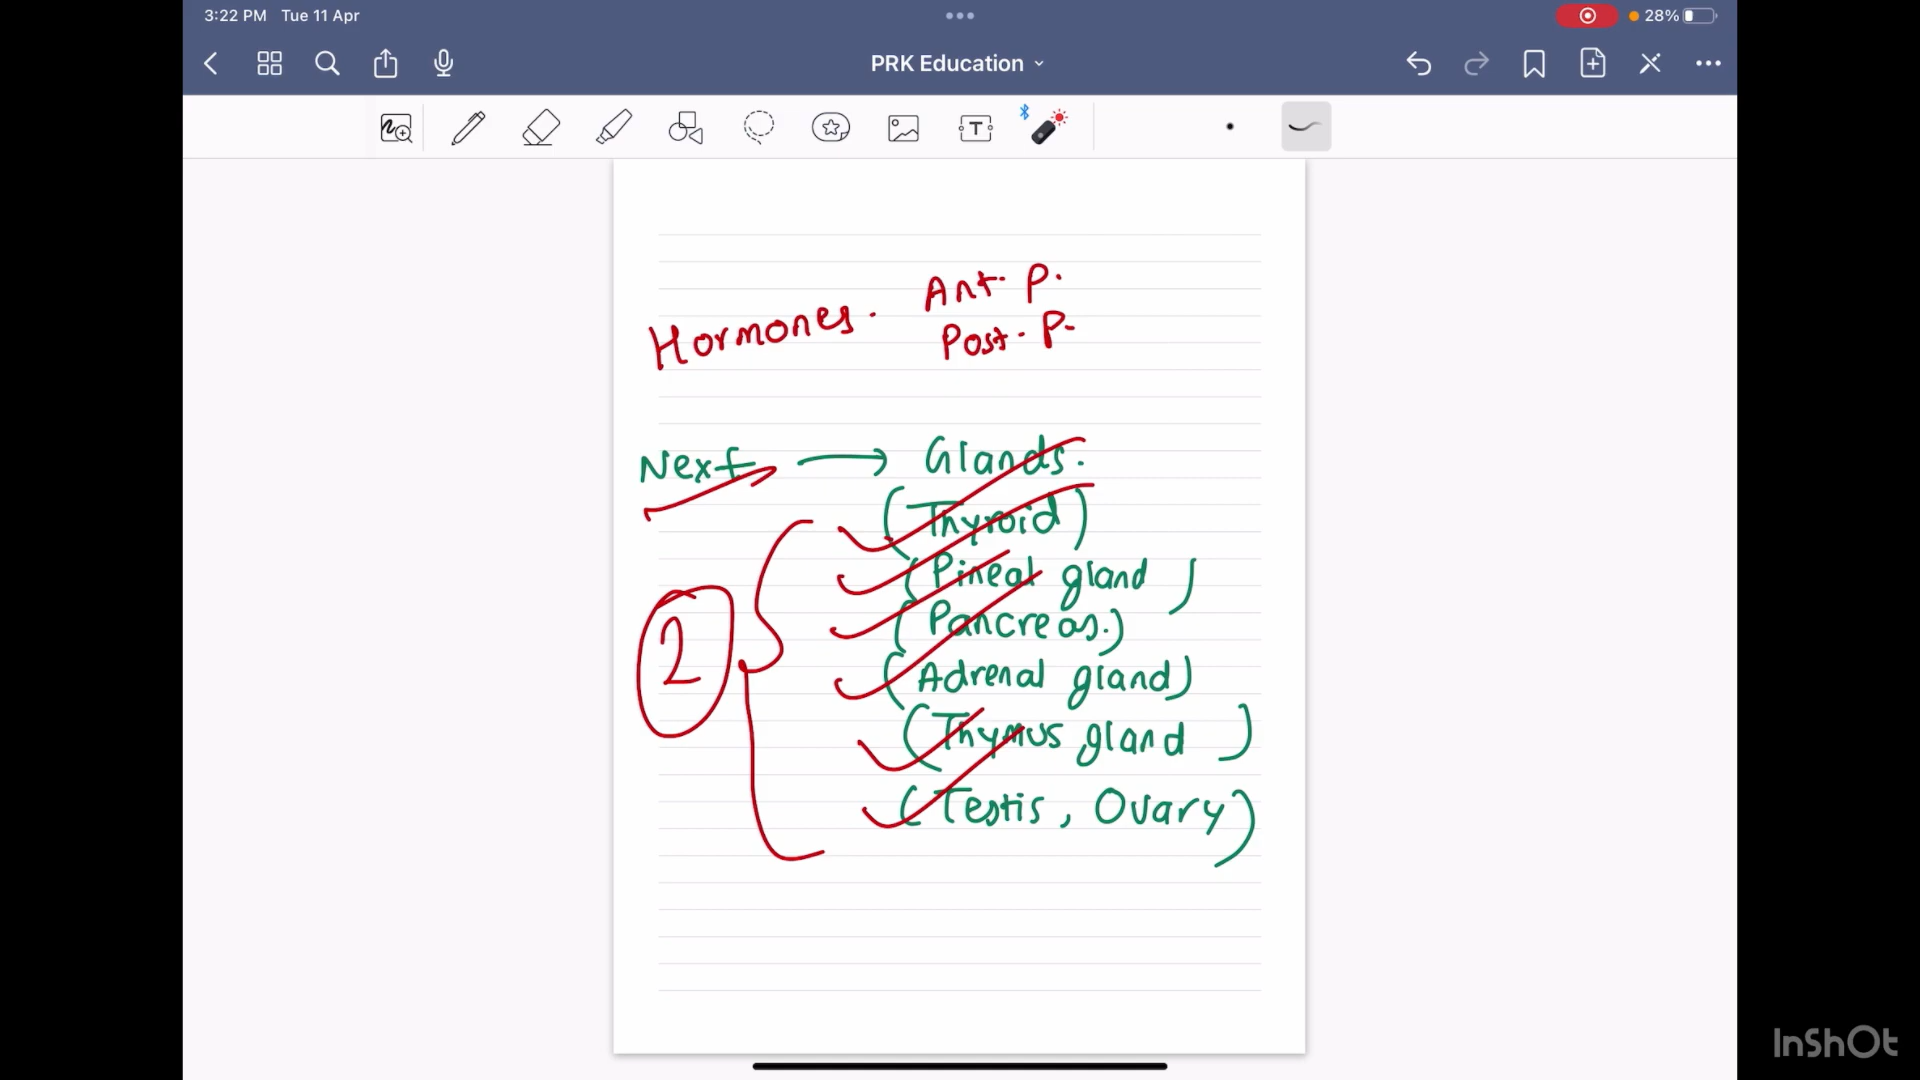 3:22 PM Tue 11 Apr
28%
PRK Education
T
Ant. P.
Hormones.
Post. P.
Next → Glands.
(Thyroid)
(Pineal gland)
(Pancreas.)
2
(Adrenal gland)
(Thymus gland)
(Testis, Ovary)
InShOt